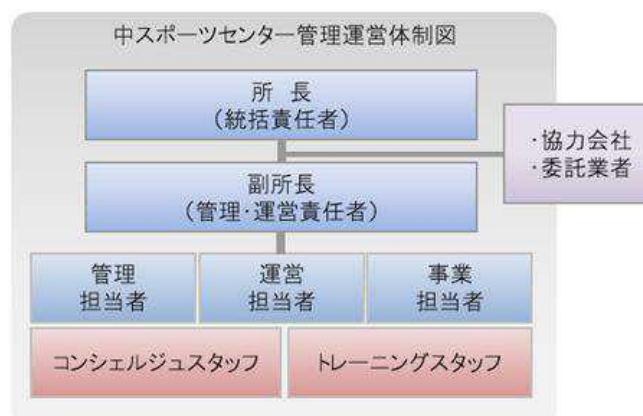 中スポーツセンター管理運営体制図
所 長
（統括責任者）
・協力会社
・委託業者
副所長
（管理・運営責任者）
管理
担当者
運営
担当者
事業
担当者
コンシェルジュスタッフ
トレーニングスタッフ